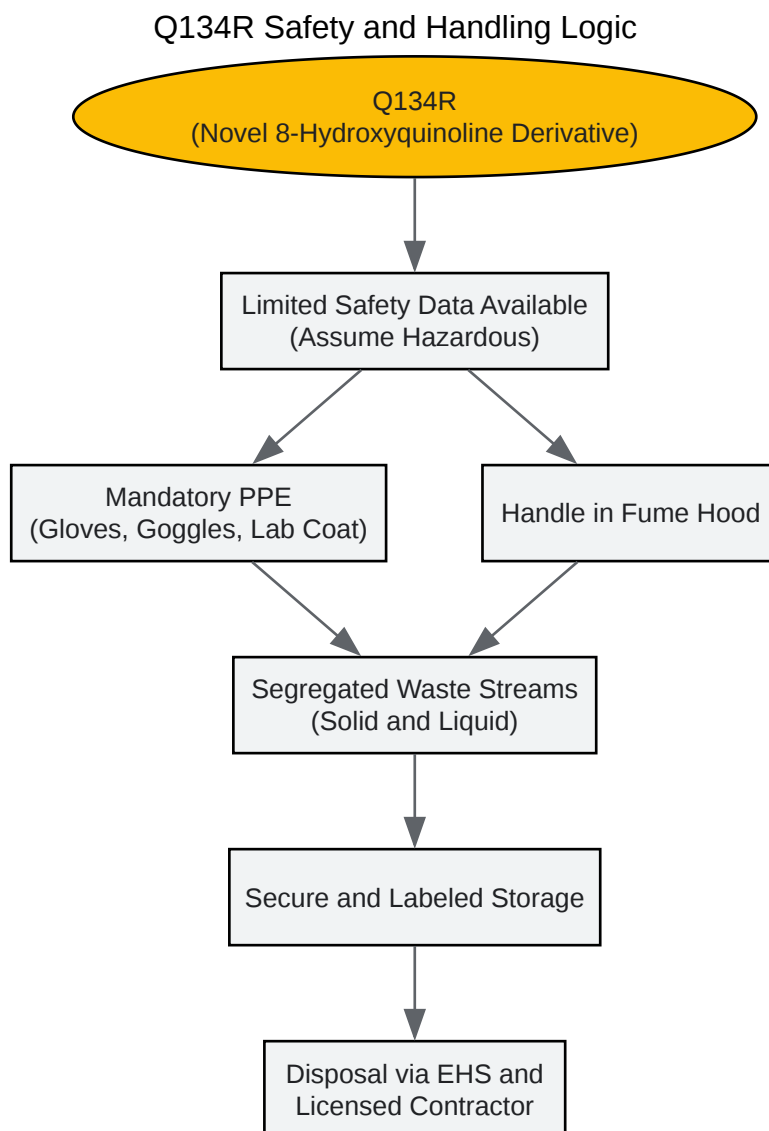 Q134R Safety and Handling Logic
Q134R
(Novel 8-Hydroxyquinoline Derivative)
Limited Safety Data Available
(Assume Hazardous)
Mandatory PPE
(Gloves, Goggles, Lab Coat)
Handle in Fume Hood
Segregated Waste Streams
(Solid and Liquid)
Secure and Labeled Storage
Disposal via EHS and
Licensed Contractor